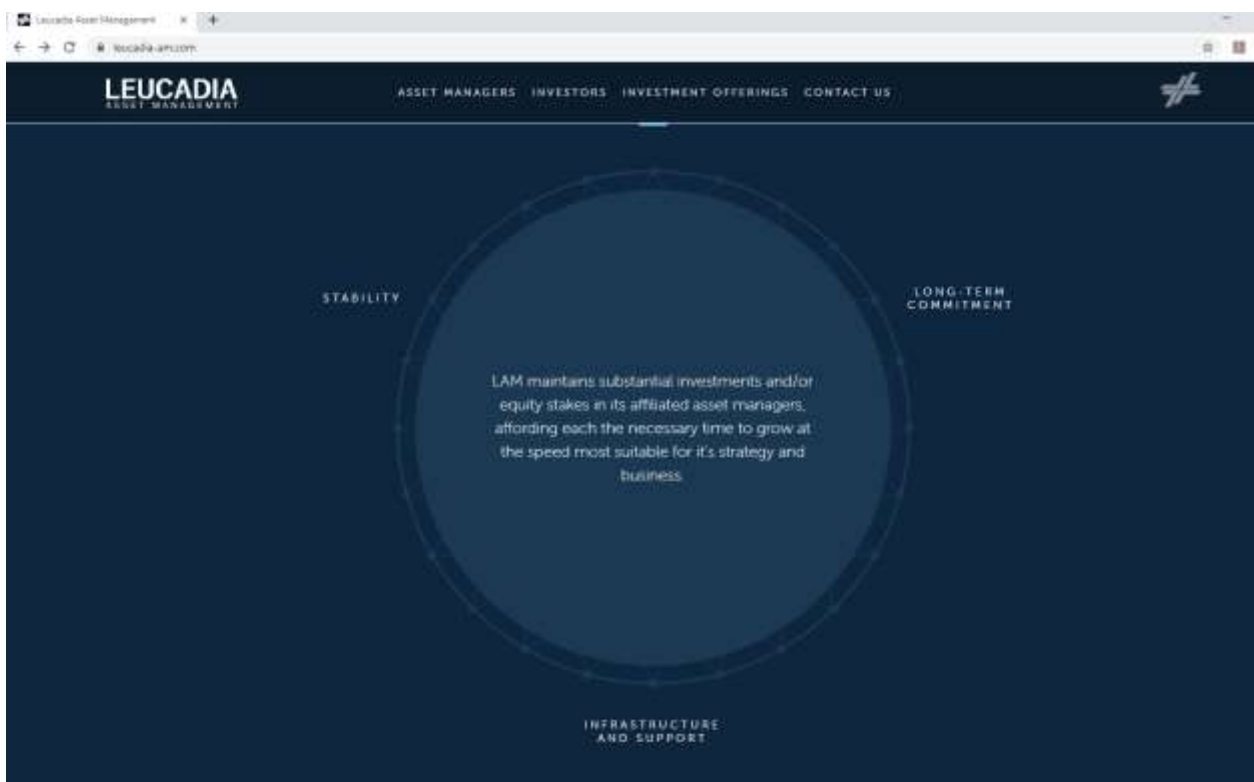 Leucadia Asset Management
leucadia-am.com
LEUCADIA
ASSET MANAGEMENT
ASSET MANAGERS INVESTORS INVESTMENT OFFERINGS CONTACT US
STABILITY
LONG-TERM
COMMITMENT
LAM maintains substantial investments and/or
equity stakes in its affiliated asset managers,
affording each the necessary time to grow at
the speed most suitable for it's strategy and
business.
INFRASTRUCTURE
AND SUPPORT